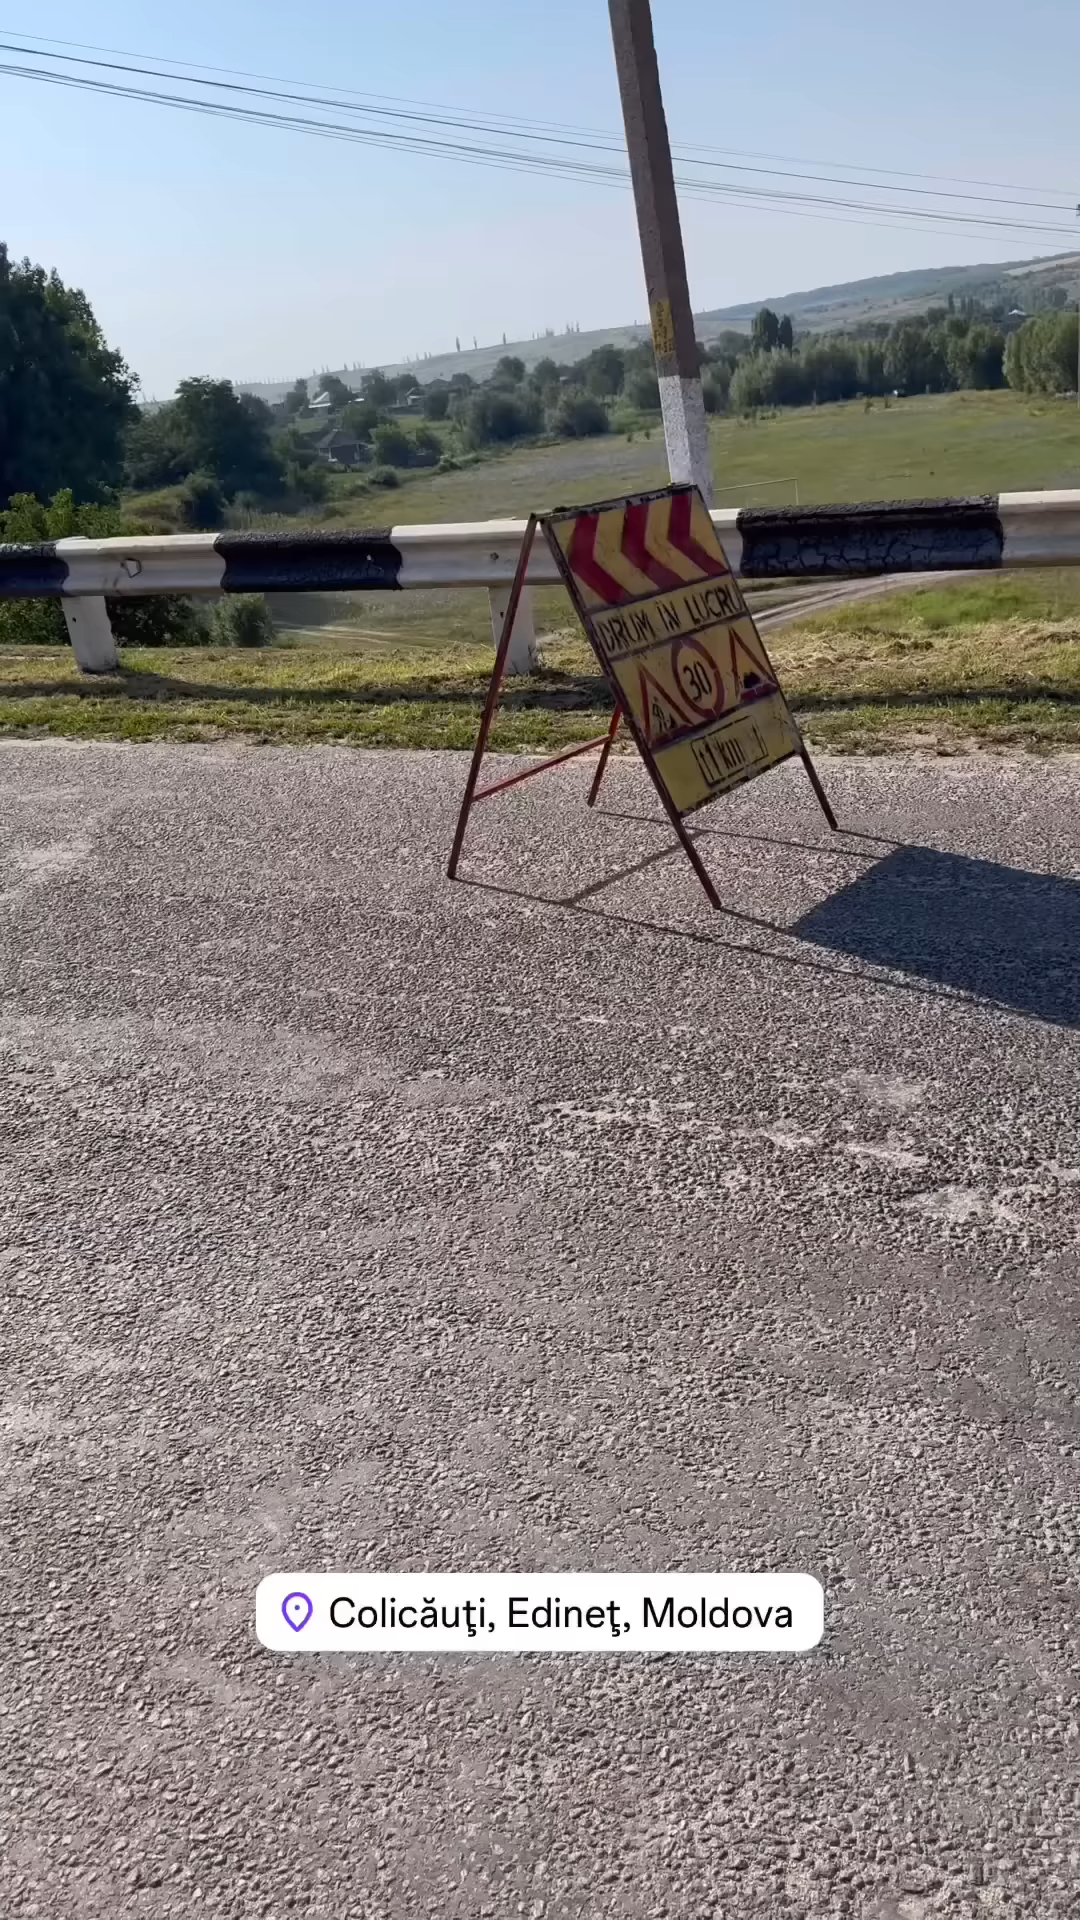 DRUM ÎN LUCRU
30
↑1 km↑
Colicăuţi, Edineţ, Moldova